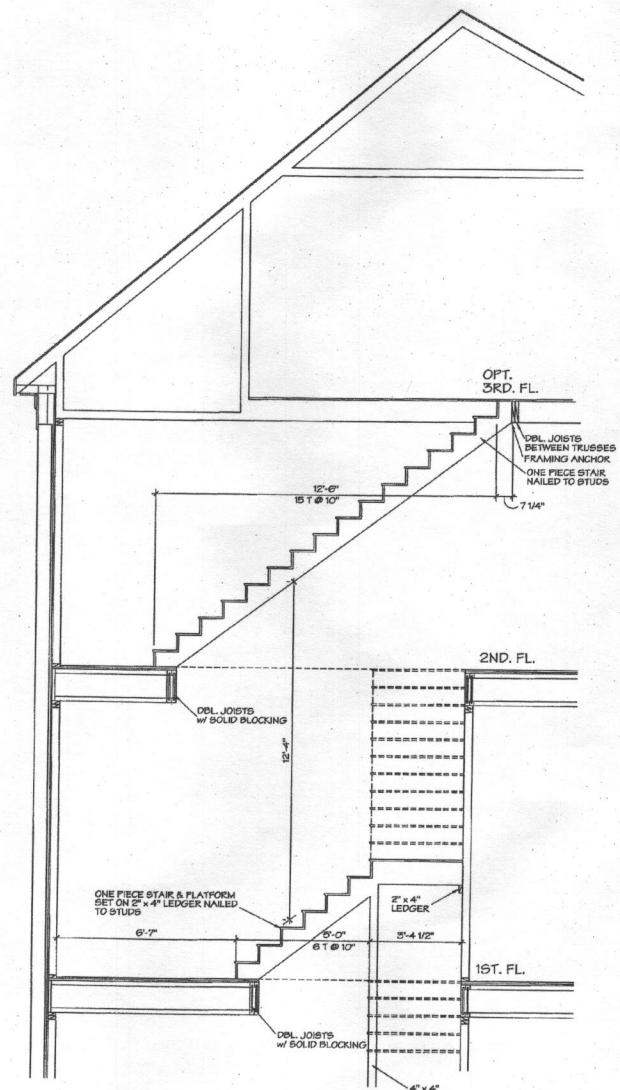 OPT.
3RD. FL.
DBL. JOISTS
BETWEEN TRUSSES
FRAMING ANCHOR
ONE PIECE STAIR
NAILED TO STUDS
12'-6"
15 T @ 10"
7 1/4"
2ND. FL.
DBL. JOISTS
w/ SOLID BLOCKING
12'-4"
ONE PIECE STAIR & PLATFORM
SET ON 2" x 4" LEDGER NAILED
TO STUDS
2" x 4"
LEDGER
6'-7"
5'-0"
6 T @ 10"
3'-4 1/2"
1ST. FL.
DBL. JOISTS
w/ SOLID BLOCKING
4" x 4"